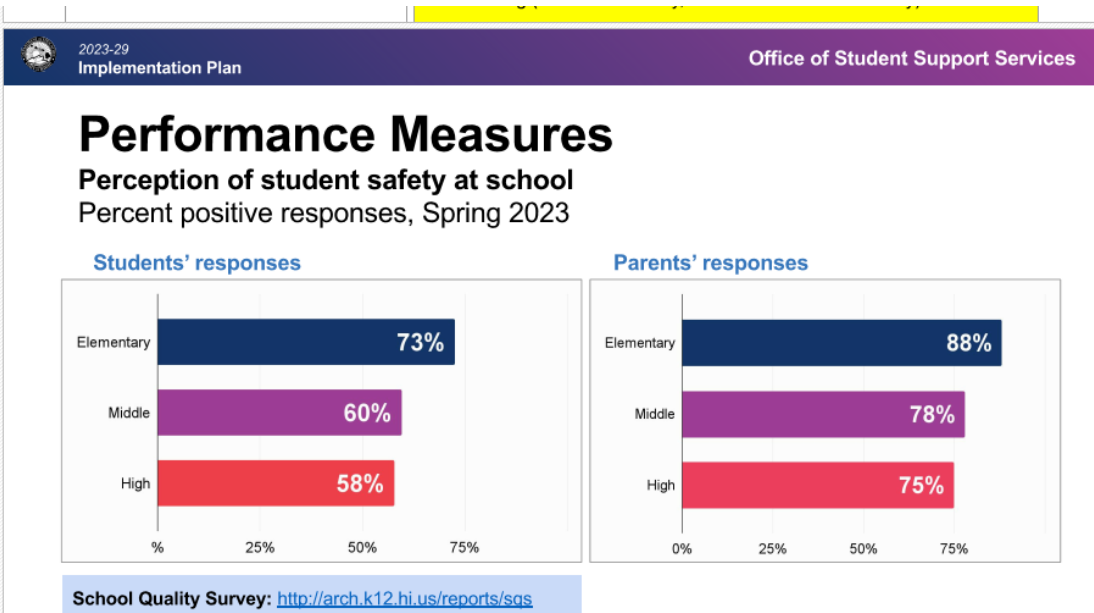 2023-29
Implementation Plan
Office of Student Support Services
Performance Measures
Perception of student safety at school
Percent positive responses, Spring 2023
Students' responses
Elementary
73%
Middle
60%
High
58%
%
25%
50%
75%
Parents' responses
Elementary
88%
Middle
78%
High
75%
0%
25%
50%
75%
School Quality Survey: http://arch.k12.hi.us/reports/sqs